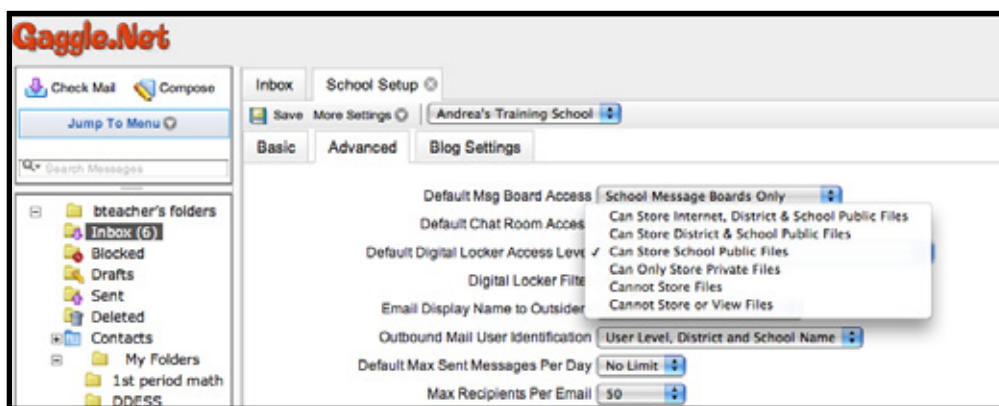 Gaggle.Net
Check Mail Compose
Jump To Menu
Search Messages
bteacher's folders
Inbox (6)
Blocked
Drafts
Sent
Deleted
Contacts
My Folders
1st period math
DDESS
Inbox School Setup
Save More Settings Andrea's Training School
Basic Advanced Blog Settings
Default Msg Board Access School Message Boards Only
Default Chat Room Access
Default Digital Locker Access Level
Digital Locker Filte
Email Display Name to Outsider
Can Store Internet, District & School Public Files
Can Store District & School Public Files
✓ Can Store School Public Files
Can Only Store Private Files
Cannot Store Files
Cannot Store or View Files
Outbound Mail User Identification User Level, District and School Name
Default Max Sent Messages Per Day No Limit
Max Recipients Per Email 50